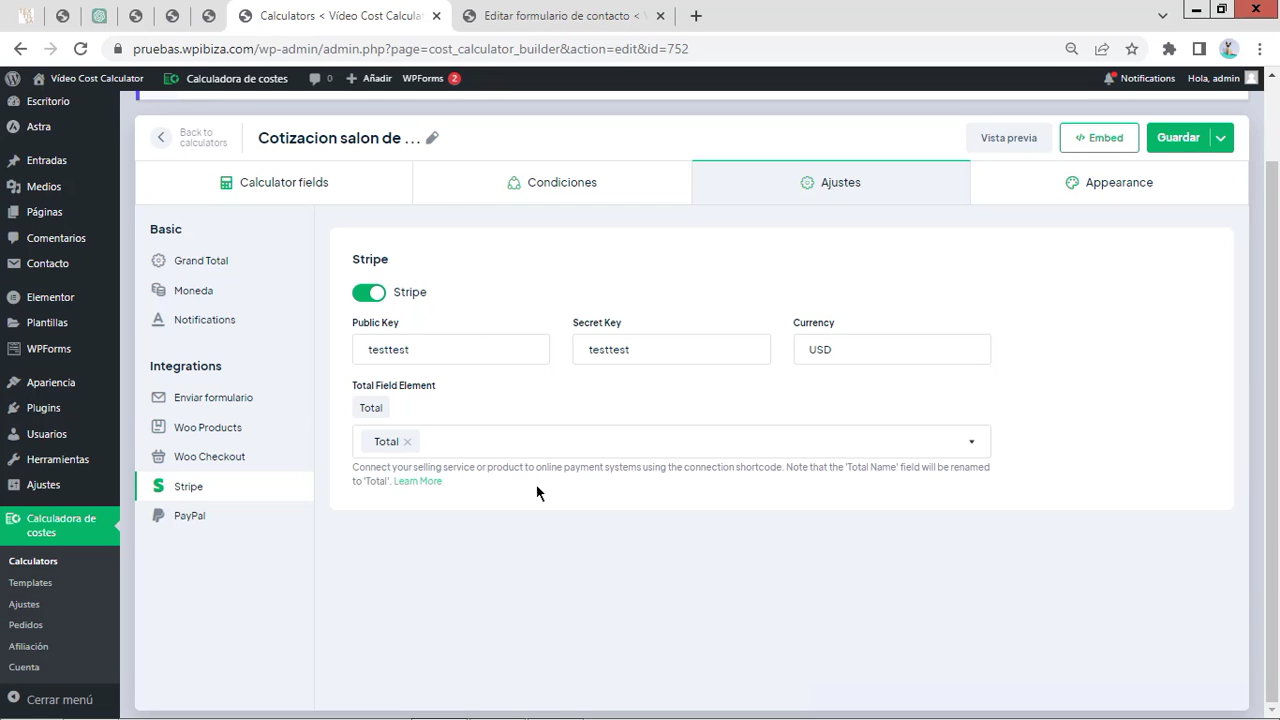 Calculators < Vídeo Cost Calcula
Editar formulario de contacto <
pruebas.wpibiza.com/wp-admin/admin.php?page=cost_calculator_builder&action=edit&id=752
Vídeo Cost Calculator
Calculadora de costes
0
Añadir
WPForms 2
Notifications
Hola, admin
Escritorio
Astra
Entradas
Medios
Páginas
Comentarios
Contacto
Elementor
Plantillas
WPForms
Apariencia
Plugins
Usuarios
Herramientas
Ajustes
Calculadora de
costes
Calculators
Templates
Ajustes
Pedidos
Afiliación
Cuenta
Cerrar menú
Back to
calculators
Cotizacion salon de ...
Vista previa
</> Embed
Guardar
Calculator fields
Condiciones
Ajustes
Appearance
Basic
Grand Total
Moneda
Notifications
Integrations
Enviar formulario
Woo Products
Woo Checkout
Stripe
PayPal
Stripe
Stripe
Public Key
Secret Key
Currency
testtest
testtest
USD
Total Field Element
Total
Total ×
Connect your selling service or product to online payment systems using the connection shortcode. Note that the 'Total Name' field will be renamed
to 'Total'. Learn More